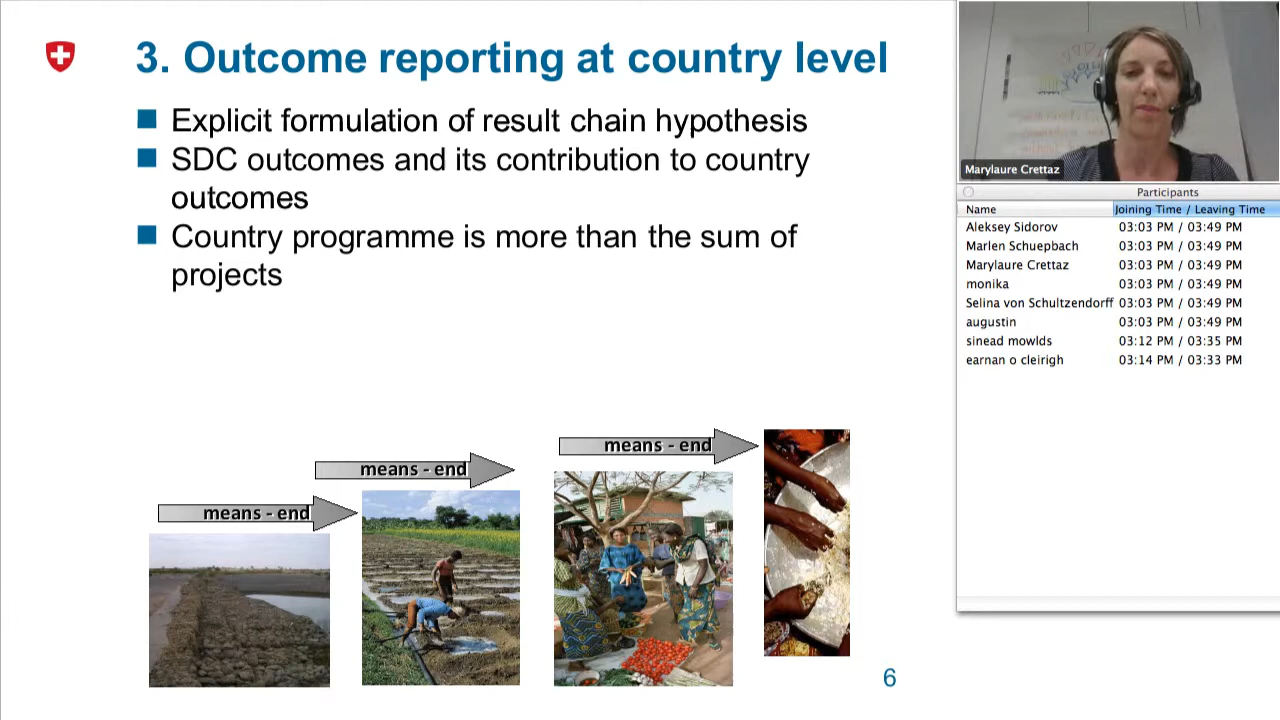 3. Outcome reporting at country level
Explicit formulation of result chain hypothesis
SDC outcomes and its contribution to country
outcomes
Country programme is more than the sum of
projects
means - end
means - end
means - end
6
Marylaure Crettaz
Participants
Name Joining Time / Leaving Time
Aleksey Sidorov 03:03 PM / 03:49 PM
Marlen Schuepbach 03:03 PM / 03:49 PM
Marylaure Crettaz 03:03 PM / 03:49 PM
monika 03:03 PM / 03:49 PM
Selina von Schultzendorff 03:03 PM / 03:49 PM
augustin 03:03 PM / 03:49 PM
sinead mowlds 03:12 PM / 03:35 PM
earnan o cleirigh 03:14 PM / 03:33 PM